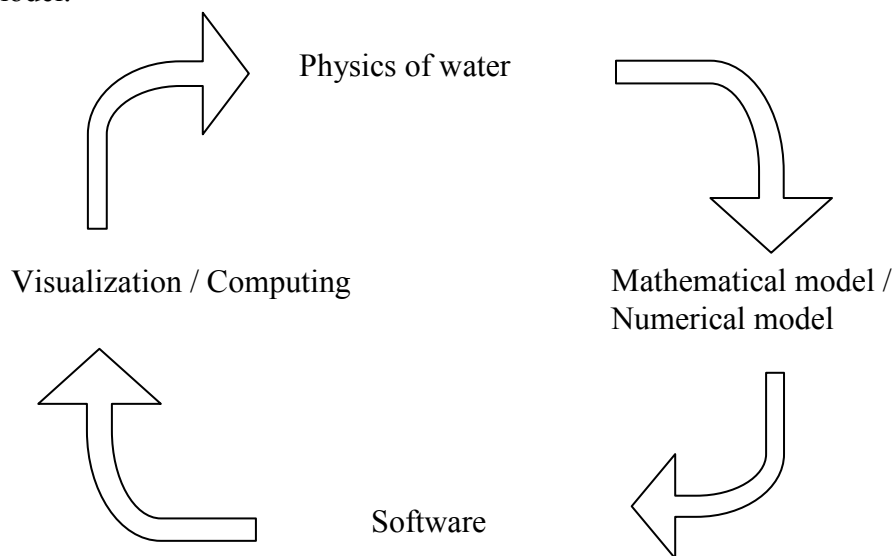 Physics of water
Visualization / Computing
Mathematical model /
Numerical model
Software